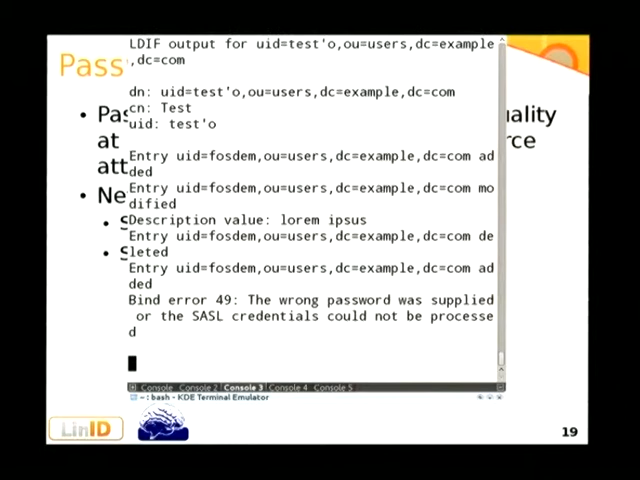 LDIF output for uid=test'o,ou=users,dc=example
,dc=com
Pass
dn: uid=test'o,ou=users,dc=example,dc=com
cn: Test
uid: test'o
• Pas
uality
at
rce
att
Entry uid=fosdem,ou=users,dc=example,dc=com ad
ded
• Ne
Entry uid=fosdem,ou=users,dc=example,dc=com mo
dified
• S
Description value: lorem ipsus
Entry uid=fosdem,ou=users,dc=example,dc=com de
• S
leted
Entry uid=fosdem,ou=users,dc=example,dc=com ad
ded
Bind error 49: The wrong password was supplied
or the SASL credentials could not be processe
d
Console Console 2 Console 3 Console 4 Console 5
~ : bash - KDE Terminal Emulator
LinID
19